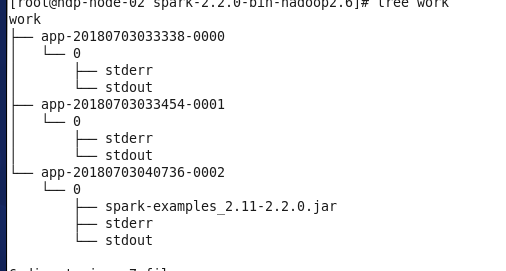 [root@hdp-node-02 spark-2.2.0-bin-hadoop2.6]# tree work
work
├── app-20180703033338-0000
│   └── 0
│       ├── stderr
│       └── stdout
├── app-20180703033454-0001
│   └── 0
│       ├── stderr
│       └── stdout
└── app-20180703040736-0002
    └── 0
        ├── spark-examples_2.11-2.2.0.jar
        ├── stderr
        └── stdout